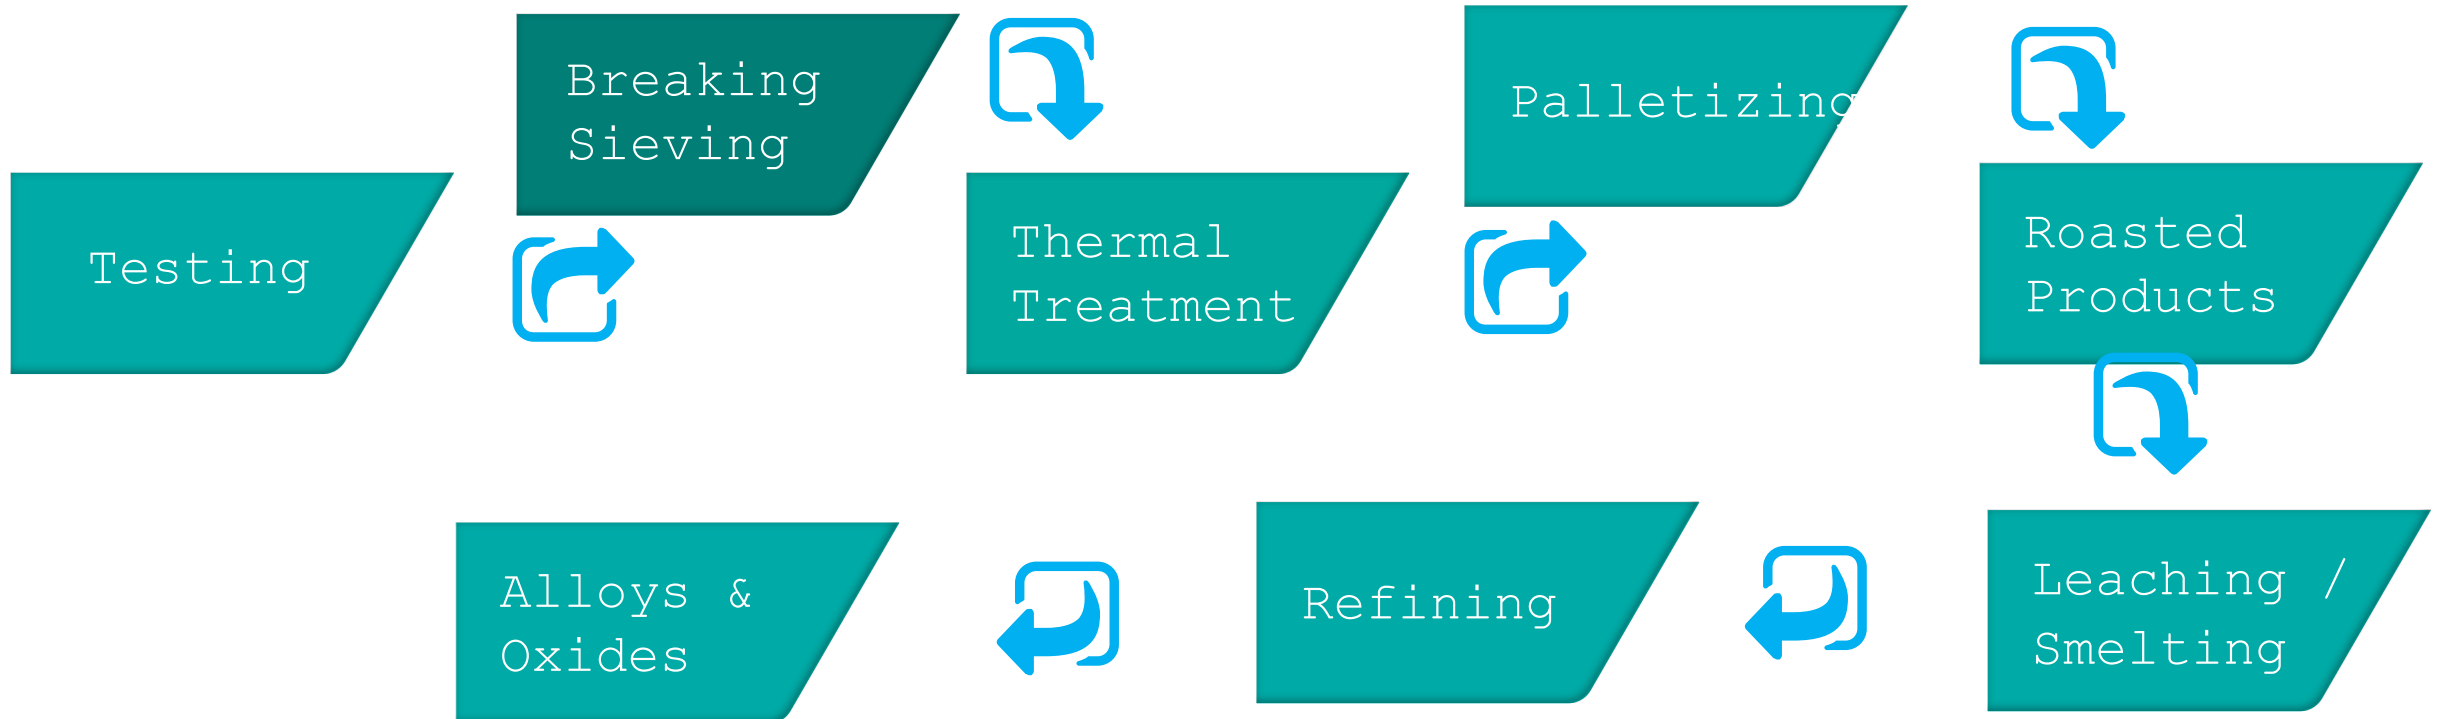 Testing
Breaking
Sieving
Thermal
Treatment
Palletizing
Roasted
Products
Leaching /
Smelting
Refining
Alloys &
Oxides